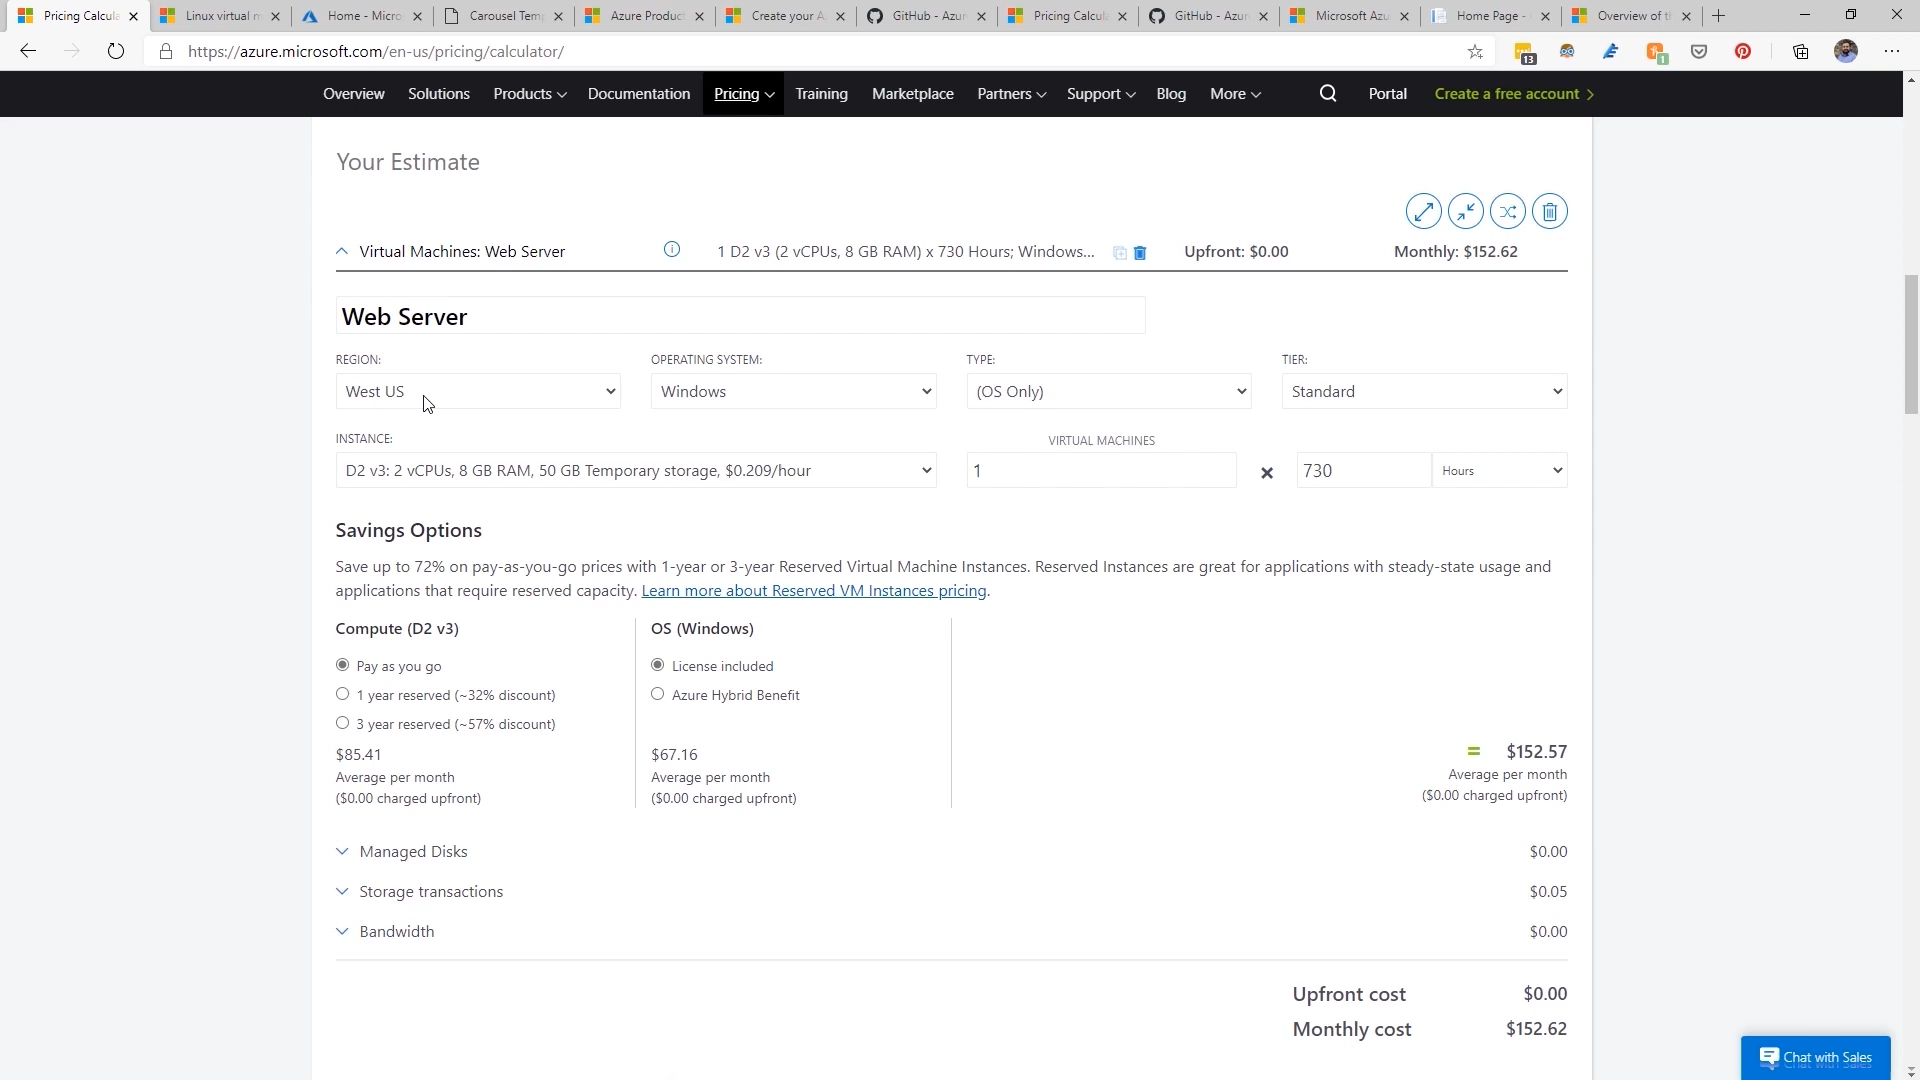 Pricing Calcula
Linux virtual m
Home - Micro
Carousel Temp
Azure Produc
Create your A
GitHub - Azur
Pricing Calcula
GitHub - Azur
Microsoft Azu
Home Page -
Overview of th
https://azure.microsoft.com/en-us/pricing/calculator/
13
1
Overview Solutions Products Documentation Pricing Training Marketplace Partners Support Blog More Portal Create a free account
Your Estimate
Virtual Machines: Web Server 1 D2 v3 (2 vCPUs, 8 GB RAM) x 730 Hours; Windows... Upfront: $0.00 Monthly: $152.62
Web Server
REGION: OPERATING SYSTEM: TYPE: TIER:
West US Windows (OS Only) Standard
INSTANCE: VIRTUAL MACHINES
D2 v3: 2 vCPUs, 8 GB RAM, 50 GB Temporary storage, $0.209/hour 1 × 730 Hours
Savings Options
Save up to 72% on pay-as-you-go prices with 1-year or 3-year Reserved Virtual Machine Instances. Reserved Instances are great for applications with steady-state usage and
applications that require reserved capacity. Learn more about Reserved VM Instances pricing.
Compute (D2 v3) OS (Windows)
Pay as you go License included
1 year reserved (~32% discount) Azure Hybrid Benefit
3 year reserved (~57% discount)
$85.41 $67.16 = $152.57
Average per month Average per month Average per month
($0.00 charged upfront) ($0.00 charged upfront) ($0.00 charged upfront)
Managed Disks $0.00
Storage transactions $0.05
Bandwidth $0.00
Upfront cost $0.00
Monthly cost $152.62
Chat with Sales